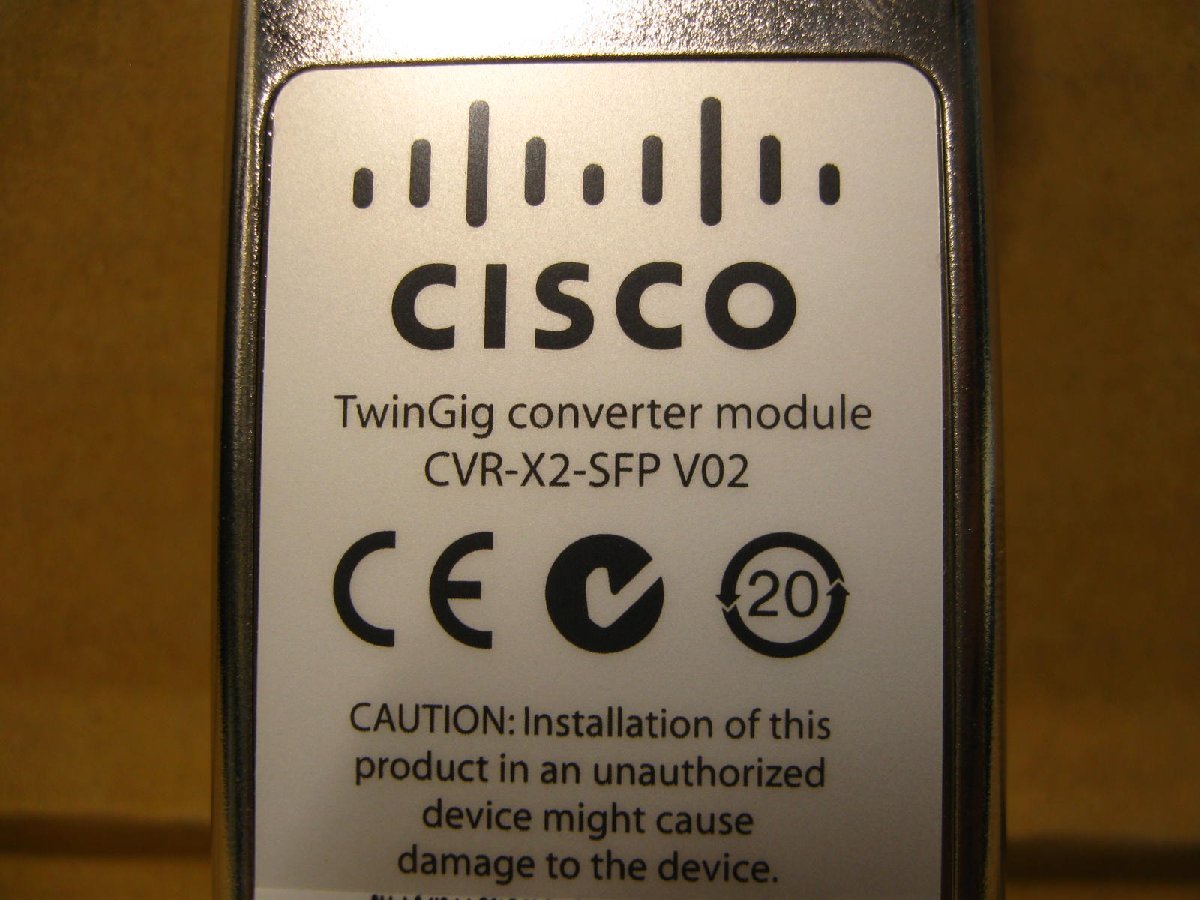 CISCO
TwinGig converter module
CVR-X2-SFP V02
CE 20
CAUTION: Installation of this
product in an unauthorized
device might cause
damage to the device.